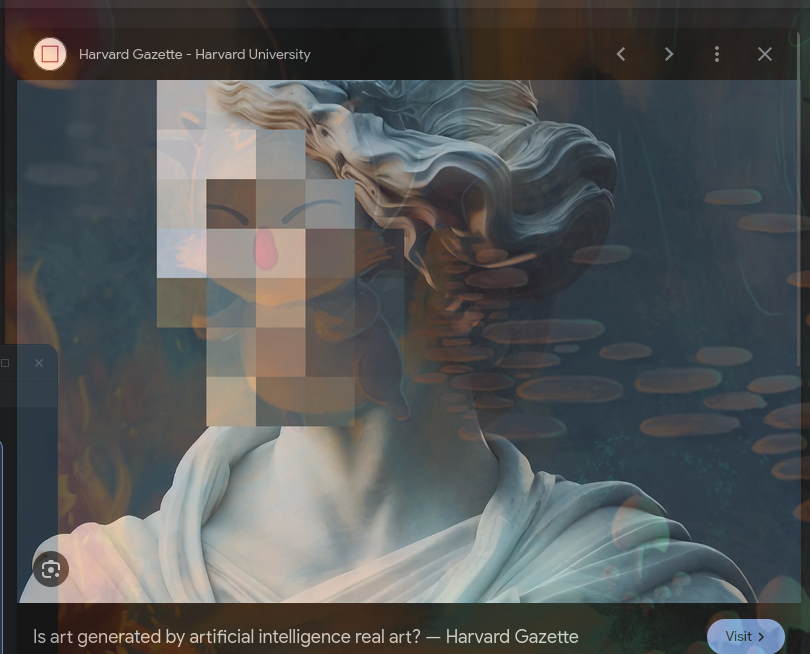 Harvard Gazette - Harvard University
Is art generated by artificial intelligence real art? — Harvard Gazette
Visit